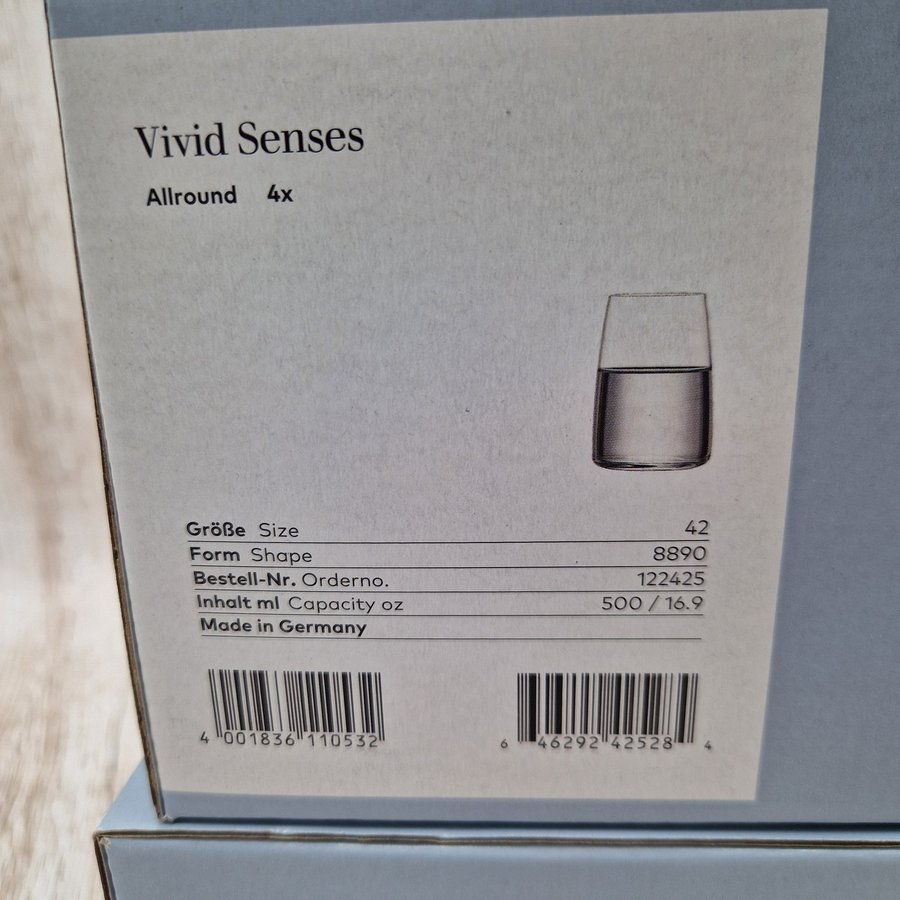 Vivid Senses
Allround 4x
Größe Size 42
Form Shape 8890
Bestell-Nr. Orderno. 122425
Inhalt ml Capacity oz 500 / 16.9
Made in Germany
4 001836 110532
6 46292 42528 4